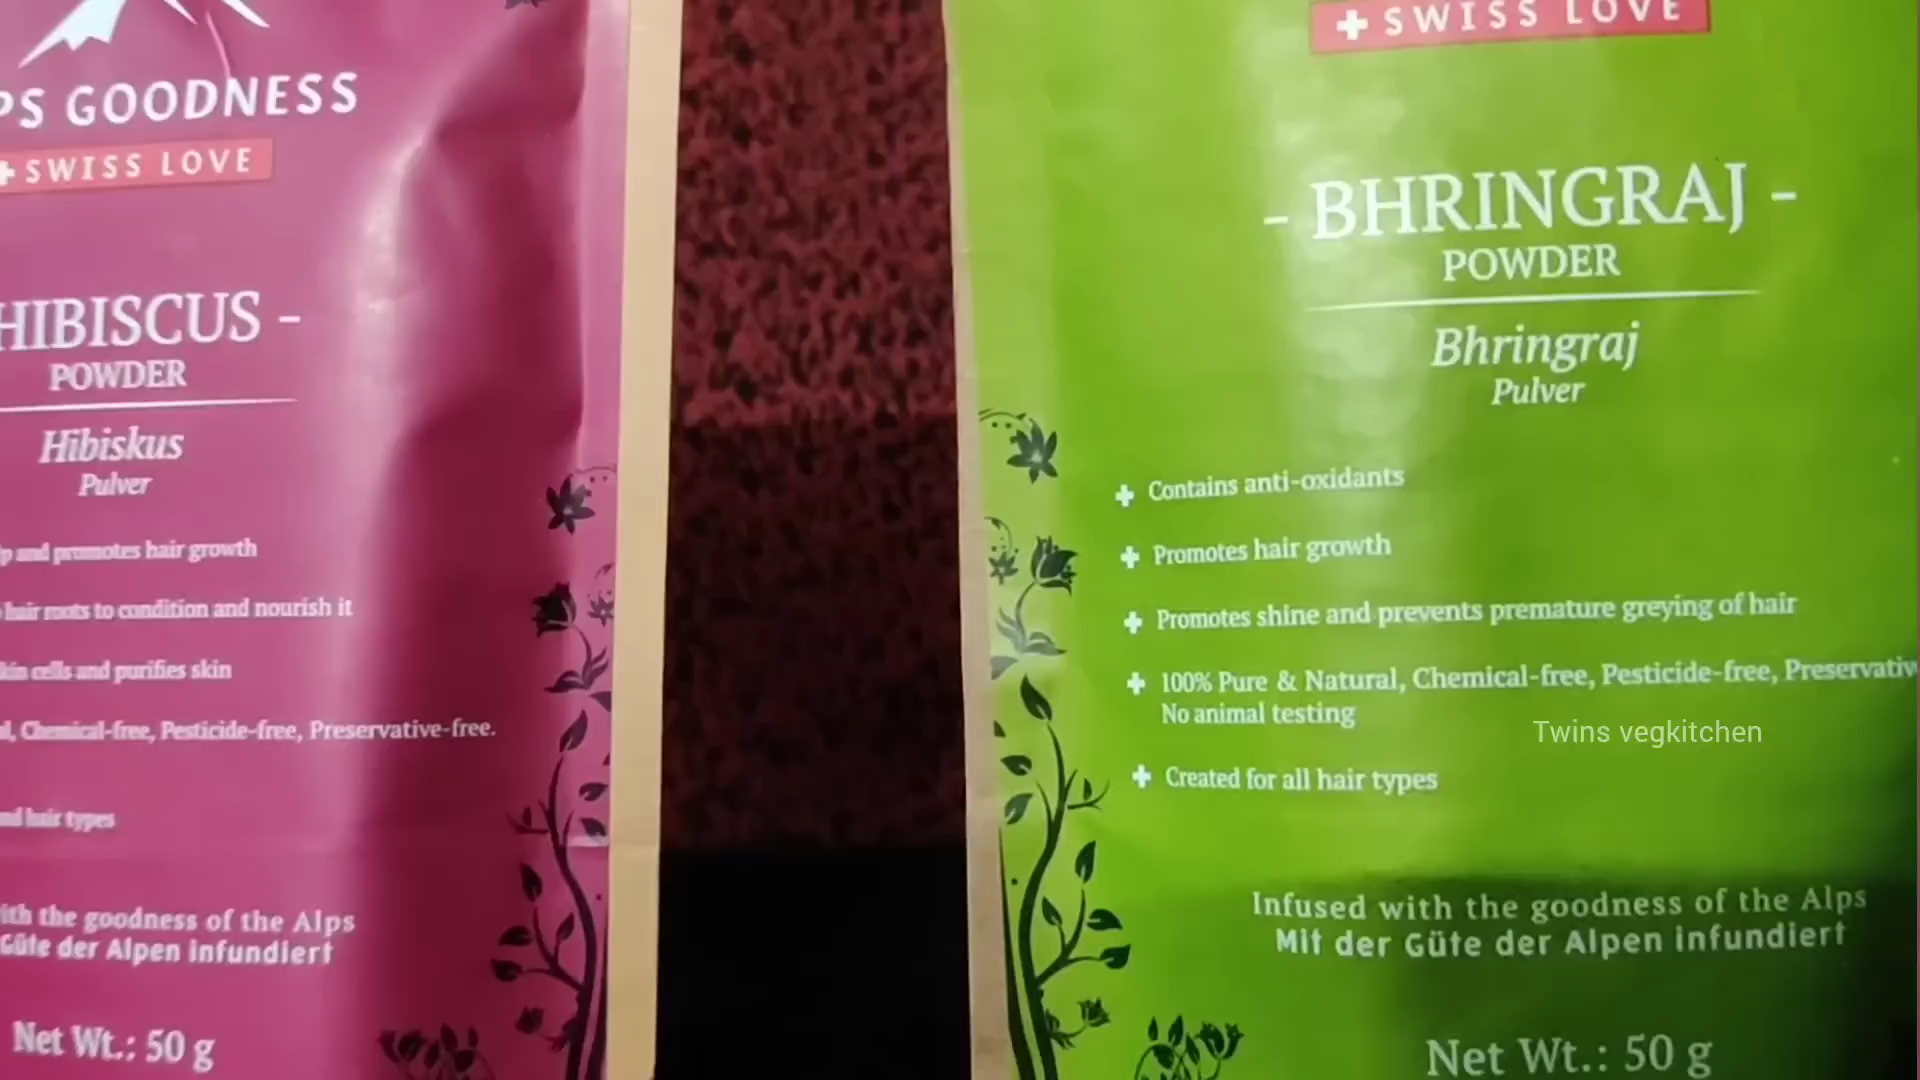 PS GOODNESS
SWISS LOVE
HIBISCUS -
POWDER
Hibiskus
Pulver
and promotes hair growth
hair roots to condition and nourish it
skin cells and purifies skin
Chemical-free, Pesticide-free, Preservative-free.
and hair types
with the goodness of the Alps
Güte der Alpen infundiert
Net Wt.: 50 g
SWISS LOVE
- BHRINGRAJ -
POWDER
Bhringraj
Pulver
Contains anti-oxidants
Promotes hair growth
Promotes shine and prevents premature greying of hair
100% Pure & Natural, Chemical-free, Pesticide-free, Preservativ
No animal testing
Created for all hair types
Infused with the goodness of the Alps
Mit der Güte der Alpen infundiert
Net Wt.: 50 g
Twins vegkitchen